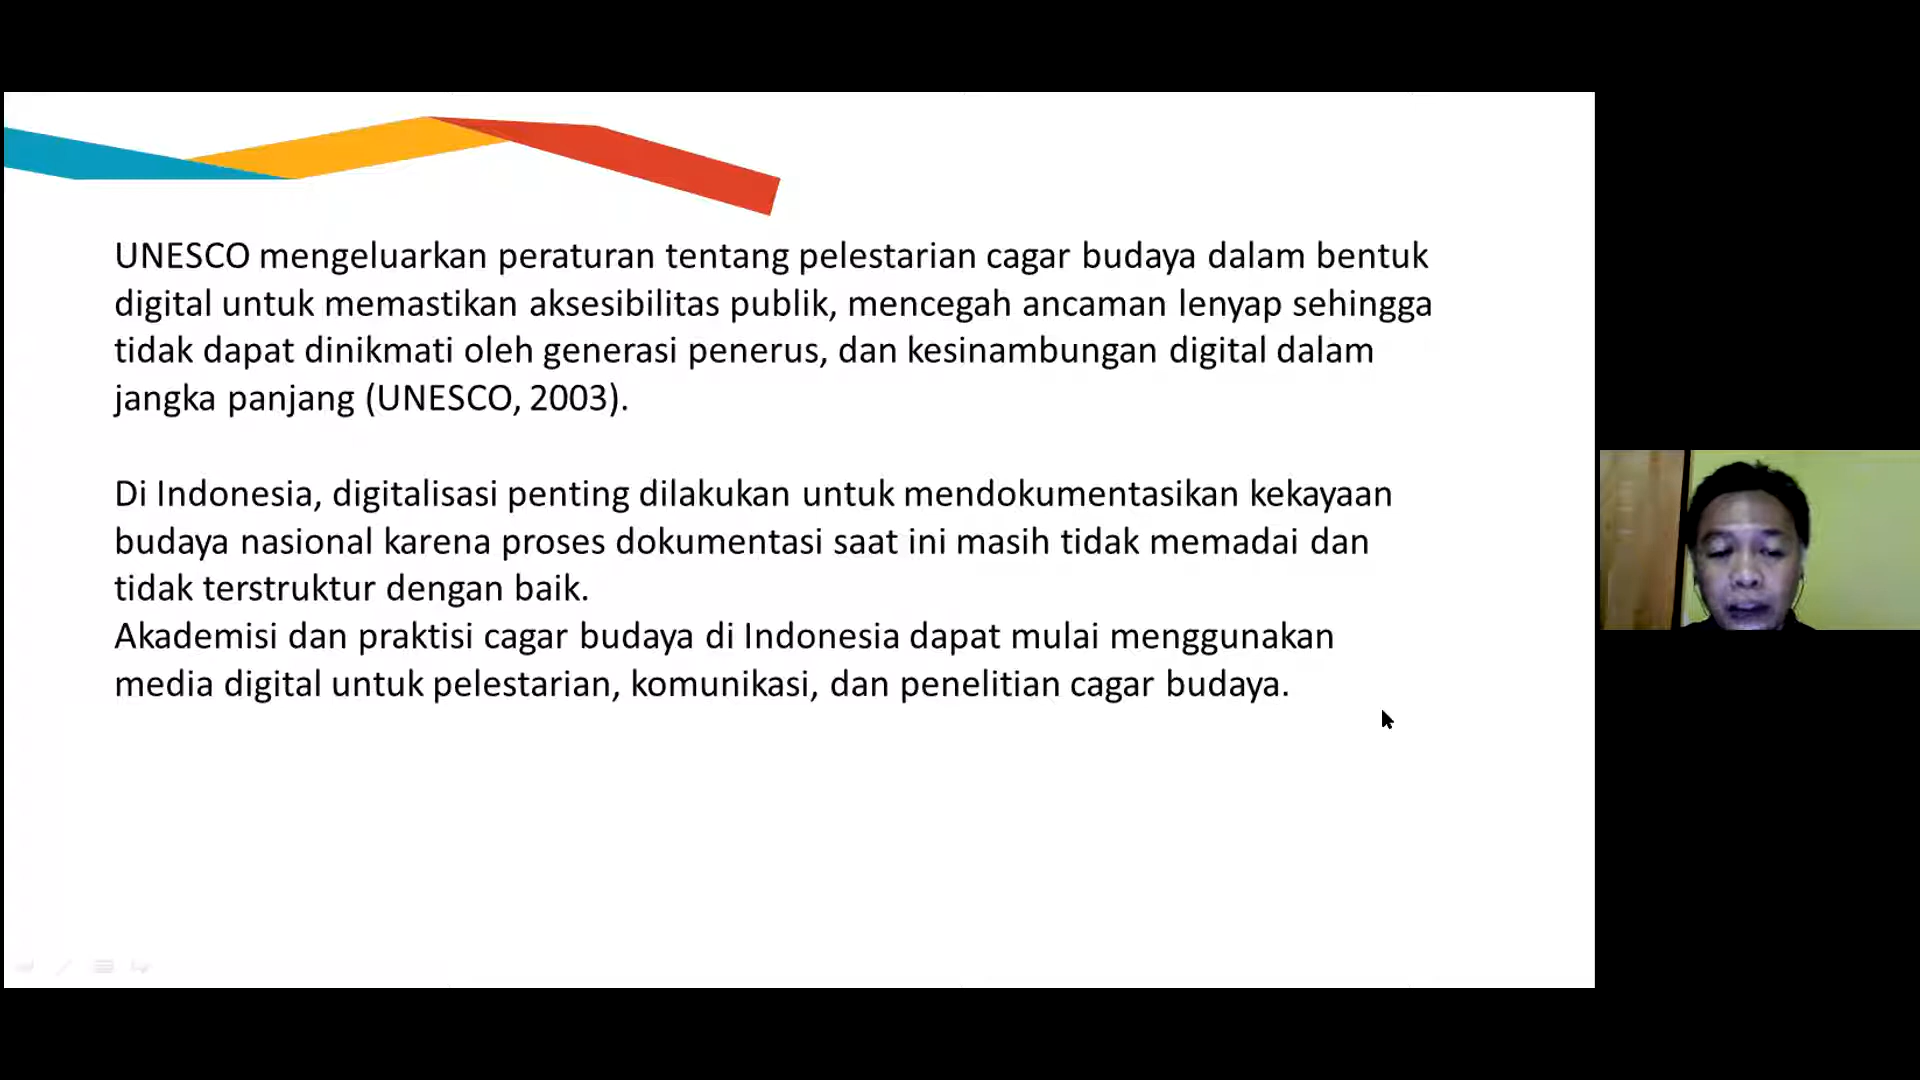 UNESCO mengeluarkan peraturan tentang pelestarian cagar budaya dalam bentuk
digital untuk memastikan aksesibilitas publik, mencegah ancaman lenyap sehingga
tidak dapat dinikmati oleh generasi penerus, dan kesinambungan digital dalam
jangka panjang (UNESCO, 2003).
Di Indonesia, digitalisasi penting dilakukan untuk mendokumentasikan kekayaan
budaya nasional karena proses dokumentasi saat ini masih tidak memadai dan
tidak terstruktur dengan baik.
Akademisi dan praktisi cagar budaya di Indonesia dapat mulai menggunakan
media digital untuk pelestarian, komunikasi, dan penelitian cagar budaya.